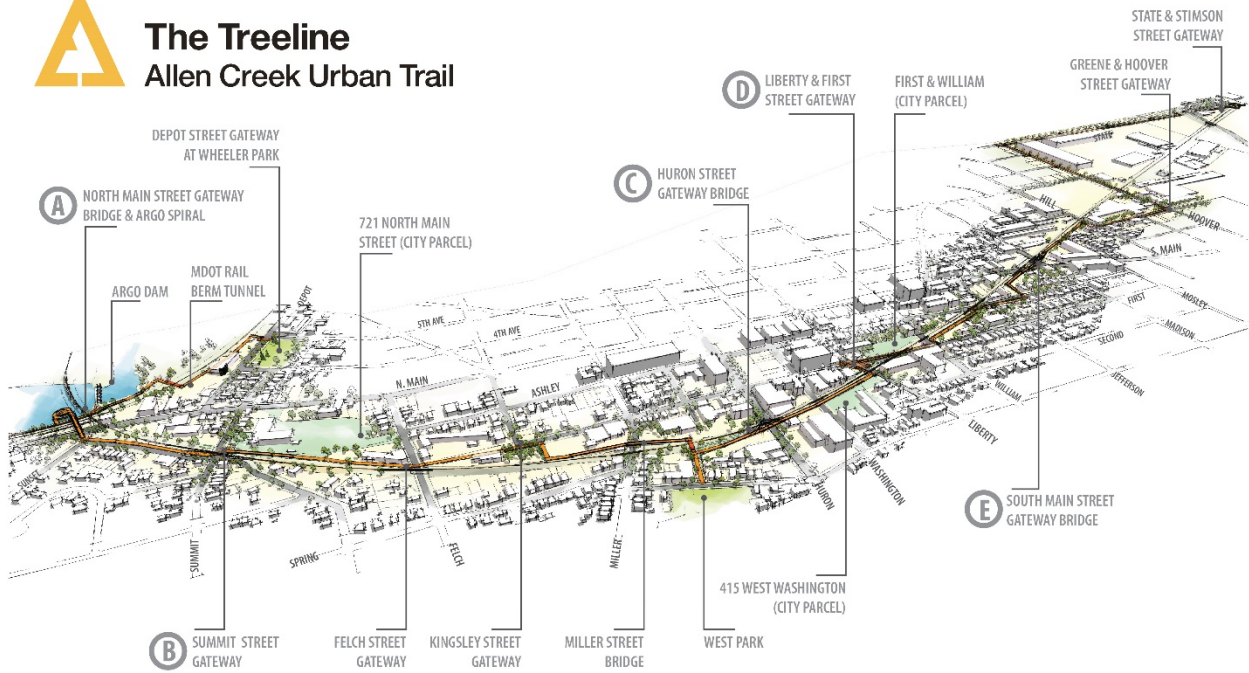 The Treeline
Allen Creek Urban Trail
STATE & STIMSON
STREET GATEWAY
GREENE & HOOVER
STREET GATEWAY
D
LIBERTY & FIRST
STREET GATEWAY
FIRST & WILLIAM
(CITY PARCEL)
DEPOT STREET GATEWAY
AT WHEELER PARK
C
HURON STREET
GATEWAY BRIDGE
A
NORTH MAIN STREET GATEWAY
BRIDGE & ARGO SPIRAL
721 NORTH MAIN
STREET (CITY PARCEL)
ARGO DAM
MDOT RAIL
BERM TUNNEL
STATE
HILL
HOOVER
S. MAIN
DEPOT
5TH AVE
4TH AVE
N. MAIN
ASHLEY
FIRST
MOSLEY
SECOND
MADISON
WILLIAM
JEFFERSON
LIBERTY
WASHINGTON
HURON
SUMMIT
SPRING
FELCH
MILLER
E
SOUTH MAIN STREET
GATEWAY BRIDGE
415 WEST WASHINGTON
(CITY PARCEL)
B
SUMMIT STREET
GATEWAY
FELCH STREET
GATEWAY
KINGSLEY STREET
GATEWAY
MILLER STREET
BRIDGE
WEST PARK